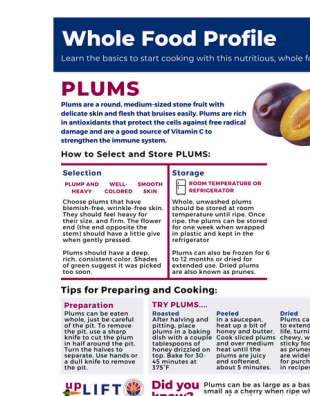 Whole Food Profile
Learn the basics to start cooking with this nutritious, whole fo
PLUMS
Plums are a round, medium-sized stone fruit with
delicate skin and flesh that bruises easily. Plums are rich
in antioxidants that protect the cells against free radical
damage and are a good source of Vitamin C to
strengthen the immune system.
How to Select and Store PLUMS:
Selection
PLUMP AND HEAVY
WELL-COLORED
SMOOTH SKIN
Choose plums that have
blemish-free, wrinkle-free skin.
They should feel heavy for
their size, and firm. The flower
end (the end opposite the
stem) should have a little give
when gently pressed.
Plums should have a deep,
rich, consistent color. Shades
of green suggest it was picked
too soon.
Storage
ROOM TEMPERATURE OR
REFRIGERATOR
Whole, unwashed plums
should be stored at room
temperature until ripe. Once
ripe, the plums can be stored
for one week when wrapped
in plastic and kept in the
refrigerator
Plums can also be frozen for 6
to 12 months or dried for
extended use. Dried plums
are also known as prunes.
Tips for Preparing and Cooking:
Preparation
Plums can be eaten
whole, just be careful
of the pit. To remove
the pit, use a sharp
knife to cut the plum
in half around the pit.
Turn the halves to
separate. Use hands or
a dull knife to remove
the pit.
TRY PLUMS....
Roasted
After halving and
pitting, place
plums in a baking
dish with a couple
tablespoons of
honey drizzled on
top. Bake for 30-
45 minutes at
375°F
Peeled
In a saucepan,
heat up a bit of
honey and butter.
Cook sliced plums
and over medium
heat until the
plums are juicy
and softened,
about 5 minutes.
Dried
Plums ca
to extend
life, turni
chewy, w
sticky foo
as prunes
are widel
for purch
in recipes
UPLIFT
Did you
know?
Plums can be as large as a bas
small as a cherry when ripe wh